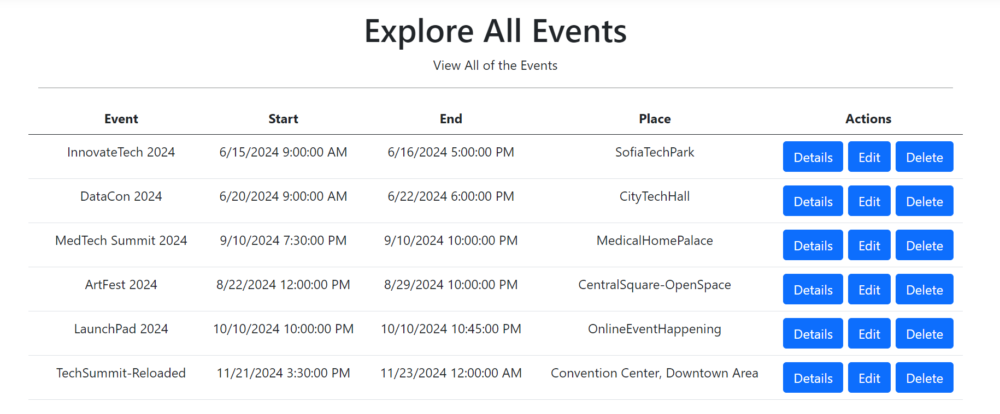 Explore All Events
View All of the Events
Event Start End Place Actions
InnovateTech 2024 6/15/2024 9:00:00 AM 6/16/2024 5:00:00 PM SofiaTechPark Details Edit Delete
DataCon 2024 6/20/2024 9:00:00 AM 6/22/2024 6:00:00 PM CityTechHall Details Edit Delete
MedTech Summit 2024 9/10/2024 7:30:00 PM 9/10/2024 10:00:00 PM MedicalHomePalace Details Edit Delete
ArtFest 2024 8/22/2024 12:00:00 PM 8/29/2024 10:00:00 PM CentralSquare-OpenSpace Details Edit Delete
LaunchPad 2024 10/10/2024 10:00:00 PM 10/10/2024 10:45:00 PM OnlineEventHappening Details Edit Delete
TechSummit-Reloaded 11/21/2024 3:30:00 PM 11/23/2024 12:00:00 AM Convention Center, Downtown Area Details Edit Delete